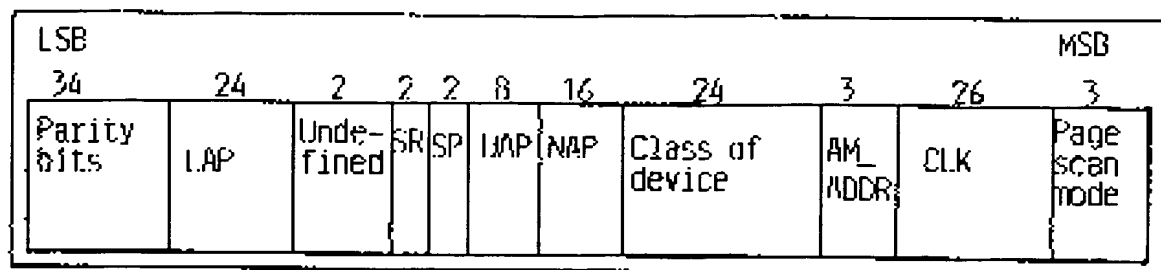 LSB MSB
34 24 2 2 2 8 16 24 3 26 3
Parity bits
LAP
Unde-
fined
SR
SP
UAP
NAP
Class of
device
AM_
ADDR
CLK
Page
scan
mode